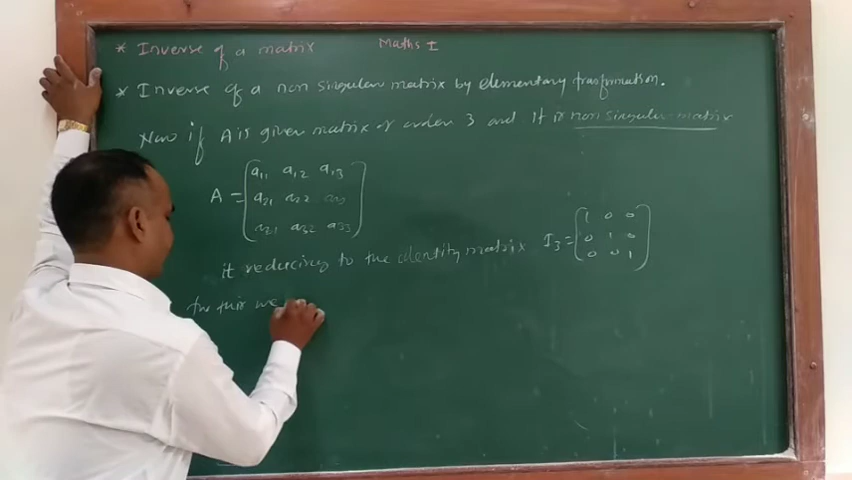 * Inverse of a matrix Maths I
* Inverse of a non singular matrix by elementary trasfrmation.
Now if A is given matrix of order 3 and it is non singular matrix
A = [a11 a12 a13
a21 a22 a23
a31 a32 a33]
it reducing to the identity matrix I3 = [1 0 0
0 1 0
0 0 1]
for this we